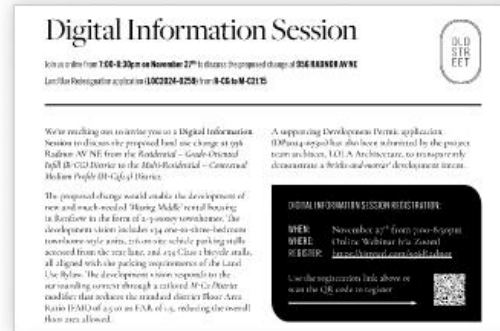 Digital Information Session
OLD
STR
EET
Join us online from 7:00-8:30pm on November 27th to discuss the proposed change at 956 RADNOR AV NE
Land Use Redesignation application (LOC2024-0259) from R-CG to M-C2f1.5
We're reaching out to invite you to a Digital Information
Session to discuss the proposed land use change at 956
Radnor AV NE from the Residential – Grade-Oriented
Infill (R-CG) District to the Multi-Residential – Contextual
Medium Profile District.
The proposed change would enable the development of
new and much-needed 'Missing Middle' rental housing
in Renfrew in the form of 2-3-storey townhomes. The
development vision includes one-to-three-bedroom
townhome-style units, on-site vehicle parking stalls
accessed from the rear lane, and Class 1 bicycle stalls,
all aligned with the parking requirements of the Land
Use Bylaw. The development vision responds to the
surrounding context through a tailored District
modifier that reduces the standard district Floor Area
Ratio (FAR) of 2.5 to an FAR of 1.5, reducing the overall
floor area allowed.
A supporting Development Permit application
has also been submitted by the project
team architects, LOLA Architecture, to transparently
demonstrate a bricks-and-mortar development intent.
DIGITAL INFORMATION SESSION REGISTRATION:
WHEN: November 27th from 7:00-8:30pm
WHERE: Online Webinar (via Zoom)
REGISTER:
Use the registration link above or
scan the QR code to register